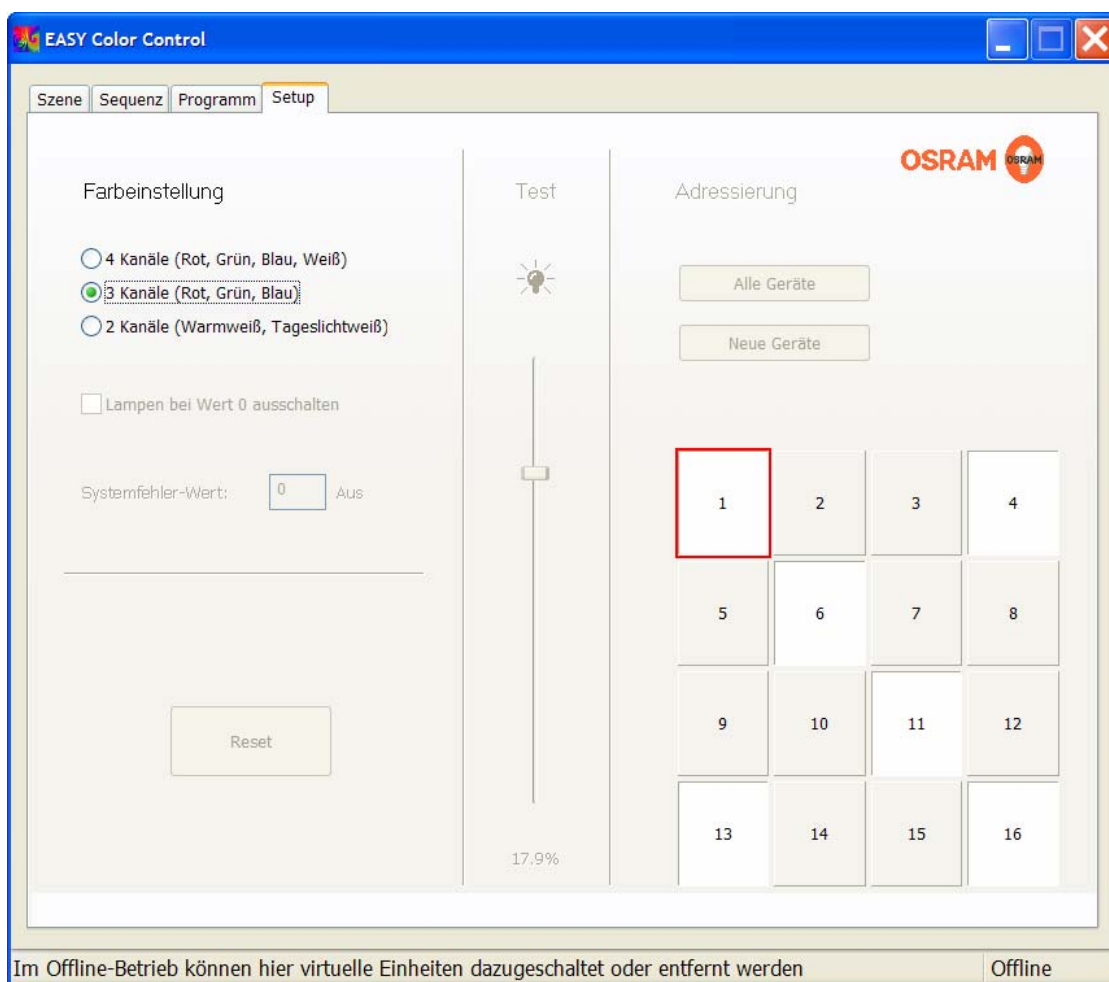 EASY Color Control
Szene Sequenz Programm Setup
OSRAM OSRAM
Farbeinstellung
4 Kanäle (Rot, Grün, Blau, Weiß)
3 Kanäle (Rot, Grün, Blau)
2 Kanäle (Warmweiß, Tageslichtweiß)
Lampen bei Wert 0 ausschalten
Systemfehler-Wert: 0 Aus
Reset
Test
17.9%
Adressierung
Alle Geräte
Neue Geräte
1 2 3 4
5 6 7 8
9 10 11 12
13 14 15 16
Im Offline-Betrieb können hier virtuelle Einheiten dazugeschaltet oder entfernt werden
Offline